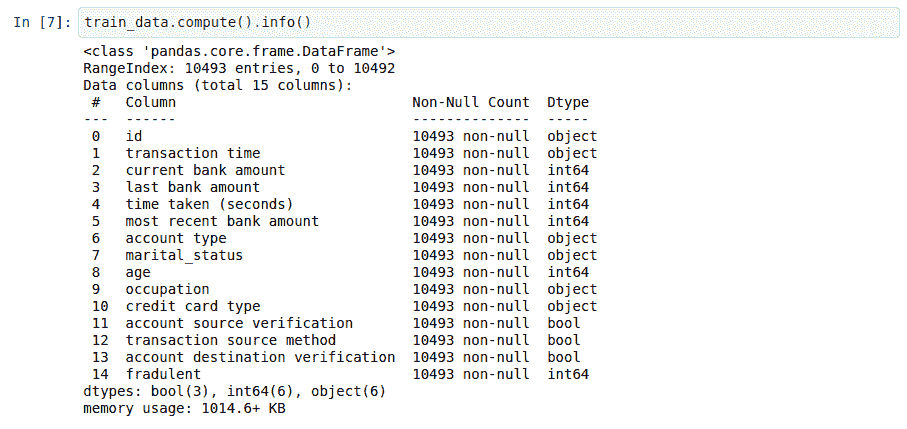 In [7]: train_data.compute().info()
<class 'pandas.core.frame.DataFrame'>
RangeIndex: 10493 entries, 0 to 10492
Data columns (total 15 columns):
 #   Column                            Non-Null Count  Dtype
---  ------                            --------------  -----
 0   id                                10493 non-null  object
 1   transaction time                  10493 non-null  object
 2   current bank amount               10493 non-null  int64
 3   last bank amount                  10493 non-null  int64
 4   time taken (seconds)              10493 non-null  int64
 5   most recent bank amount           10493 non-null  int64
 6   account type                      10493 non-null  object
 7   marital_status                    10493 non-null  object
 8   age                               10493 non-null  int64
 9   occupation                        10493 non-null  object
 10  credit card type                  10493 non-null  object
 11  account source verification       10493 non-null  bool
 12  transaction source method         10493 non-null  bool
 13  account destination verification  10493 non-null  bool
 14  fradulent                         10493 non-null  int64
dtypes: bool(3), int64(6), object(6)
memory usage: 1014.6+ KB